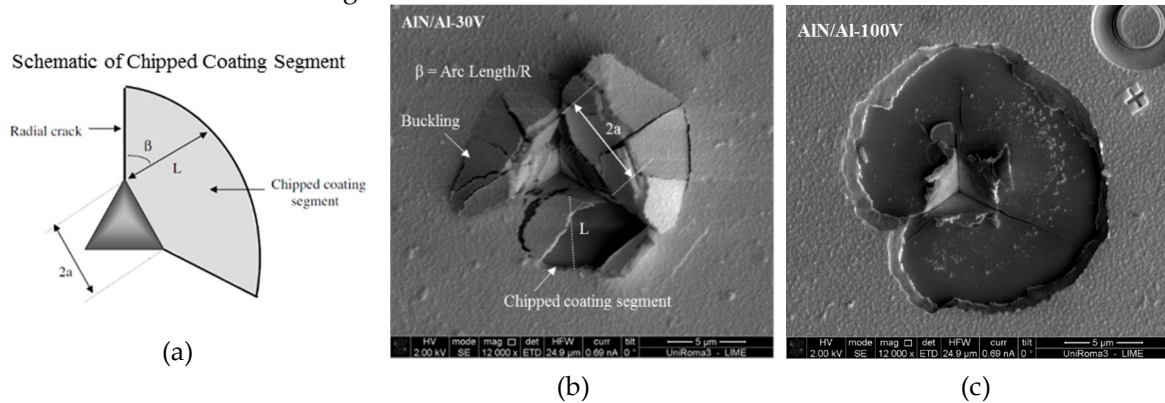 Schematic of Chipped Coating Segment
Radial crack
β
L
Chipped coating
segment
2a
(a)
AlN/Al-30V
β = Arc Length/R
Buckling
2a
L
Chipped coating segment
HV mode mag □ det HFW curr tilt
2.00 kV SE 12 000 x ETD 24.9 µm 0.69 nA 0 °
5 µm
UniRoma3 - LIME
(b)
AlN/Al-100V
HV mode mag □ det HFW curr tilt
2.00 kV SE 12 000 x ETD 24.9 µm 0.69 nA 0 °
5 µm
UniRoma3 - LIME
(c)